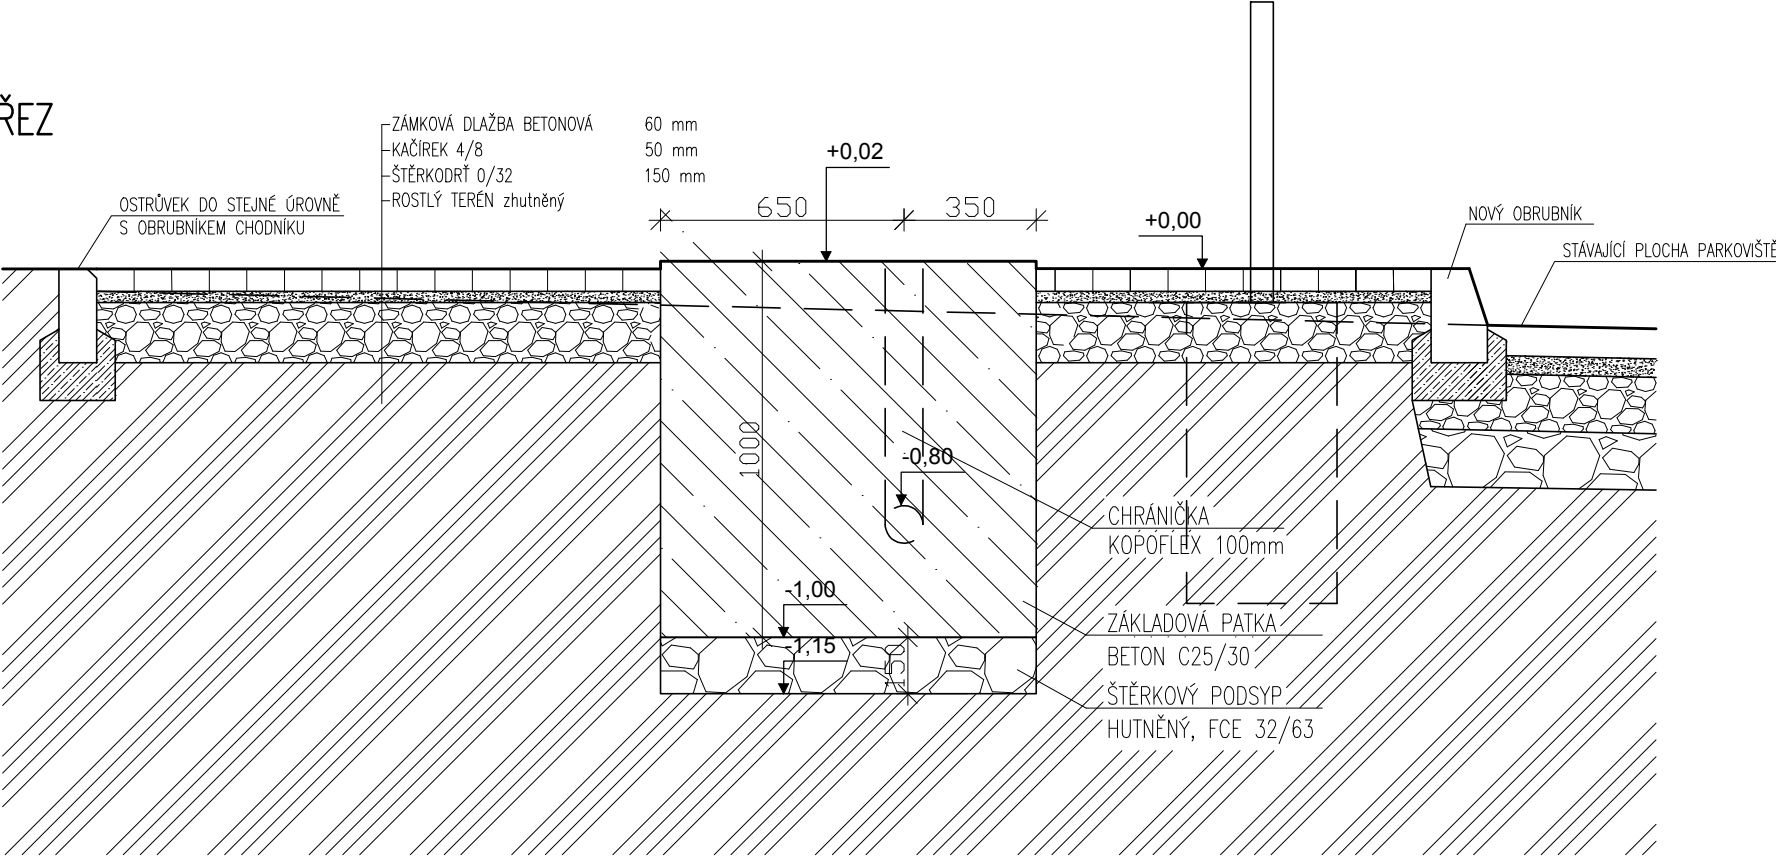 ŘEZ
ZÁMKOVÁ DLAŽBA BETONOVÁ 60 mm
KAČÍREK 4/8 50 mm
ŠTĚRKODRŤ 0/32 150 mm
ROSTLÝ TERÉN zhutněný
OSTRŮVEK DO STEJNÉ ÚROVNĚ
S OBRUBNÍKEM CHODNÍKU
+0,02
650
350
+0,00
NOVÝ OBRUBNÍK
STÁVAJÍCÍ PLOCHA PARKOVIŠTĚ
1000
-0,80
CHRÁNIČKA
KOPOFLEX 100mm
-1,00
-1,15
150
ZÁKLADOVÁ PATKA
BETON C25/30
ŠTĚRKOVÝ PODSYP
HUTNĚNÝ, FCE 32/63